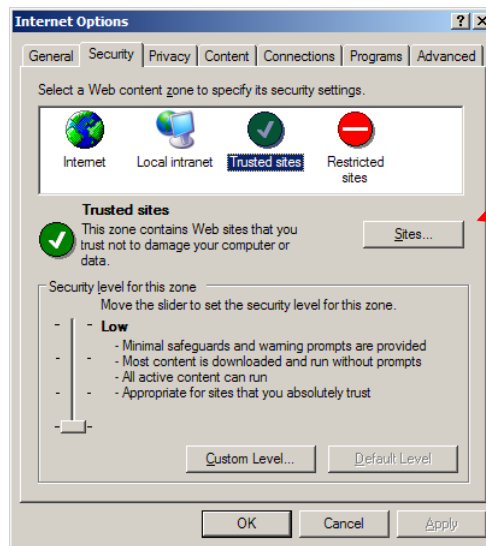 Internet Options
General Security Privacy Content Connections Programs Advanced
Select a Web content zone to specify its security settings.
Internet Local intranet Trusted sites Restricted sites
Trusted sites
This zone contains Web sites that you
trust not to damage your computer or
data.
Sites...
Security level for this zone
Move the slider to set the security level for this zone.
Low
- Minimal safeguards and warning prompts are provided
- Most content is downloaded and run without prompts
- All active content can run
- Appropriate for sites that you absolutely trust
Custom Level... Default Level
OK Cancel Apply